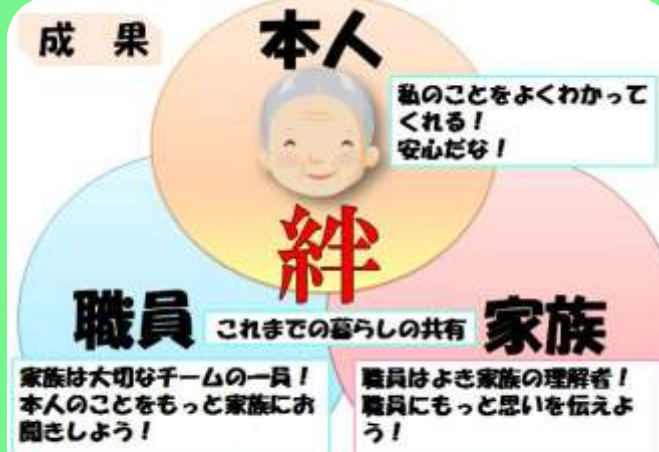 成 果
本人
私のことをよくわかって
くれる！
安心だな！
絆
職員
これまでの暮らしの共有
家族
家族は大切なチームの一員！
本人のことをもっと家族にお
聞きしよう！
職員はよき家族の理解者！
職員にもっと思いを伝えよ
う！